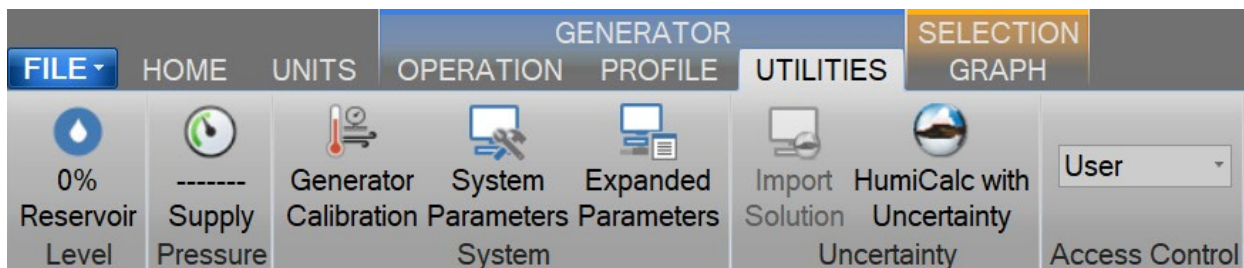 GENERATOR SELECTION
FILE HOME UNITS OPERATION PROFILE UTILITIES GRAPH
0% ------- Generator System Expanded Import HumiCalc with User
Reservoir Supply Calibration Parameters Parameters Solution Uncertainty
Level Pressure System Uncertainty Access Control